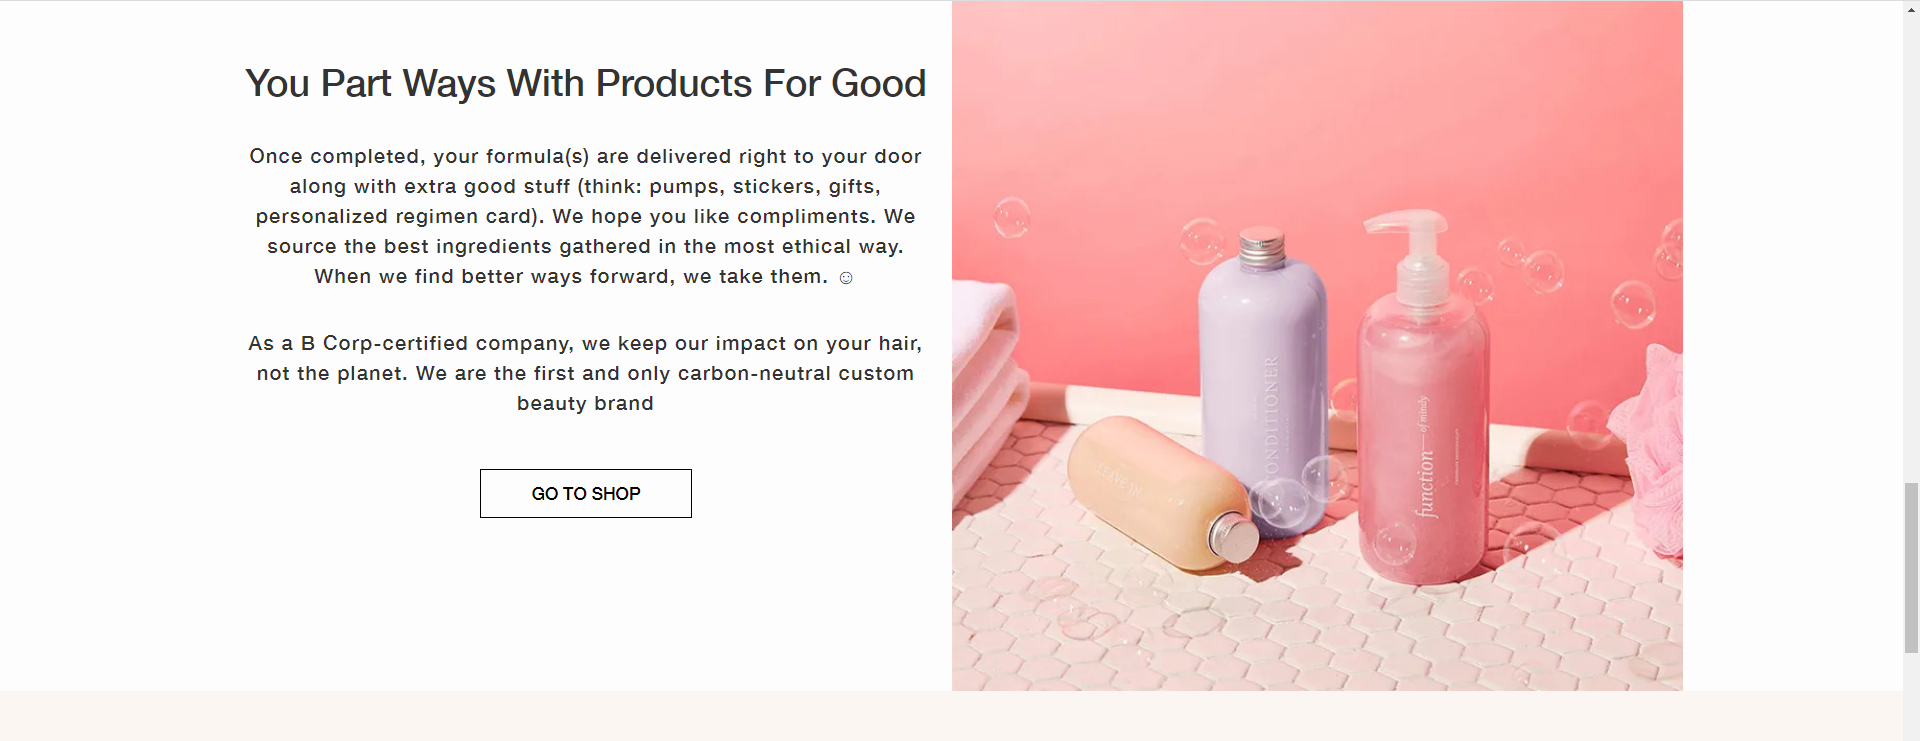 You Part Ways With Products For Good
Once completed, your formula(s) are delivered right to your door
along with extra good stuff (think: pumps, stickers, gifts,
personalized regimen card). We hope you like compliments. We
source the best ingredients gathered in the most ethical way.
When we find better ways forward, we take them. ☺
As a B Corp-certified company, we keep our impact on your hair,
not the planet. We are the first and only carbon-neutral custom
beauty brand
GO TO SHOP
LEAVE IN
CONDITIONER
function of mindy